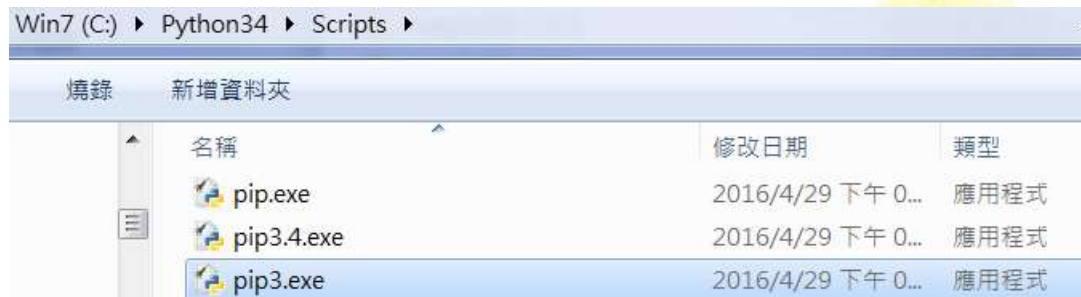 Win7 (C:) ▸ Python34 ▸ Scripts ▸
燒錄 新增資料夾
名稱 修改日期 類型
pip.exe 2016/4/29 下午 0... 應用程式
pip3.4.exe 2016/4/29 下午 0... 應用程式
pip3.exe 2016/4/29 下午 0... 應用程式